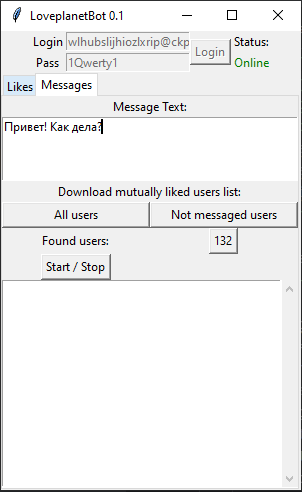 LoveplanetBot 0.1
Login wlhubslijhiozlxrip@ckp Login Status:
Pass 1Qwerty1 Online
Likes Messages
Message Text:
Привет! Как дела?
Download mutually liked users list:
All users Not messaged users
Found users: 132
Start / Stop